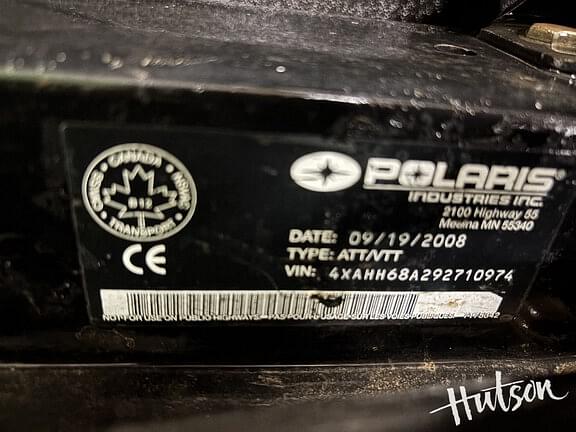 CANADA
TRANSPORT
B12
CE
POLARIS®
INDUSTRIES INC.
2100 Highway 55
Medina MN 55340
DATE: 09/19/2008
TYPE: ATT/VTT
VIN: 4XAHH68A292710974
Hutson